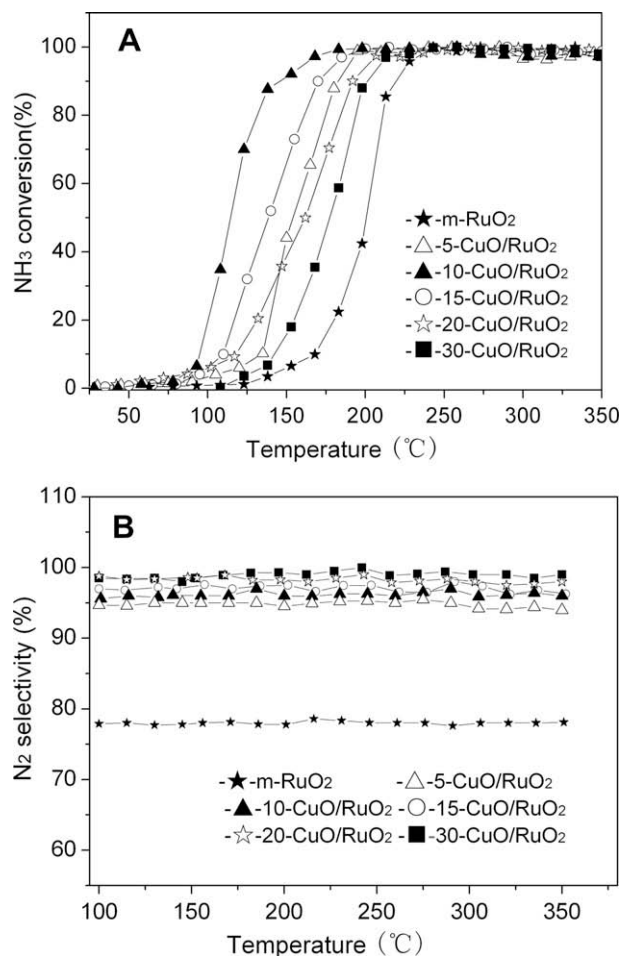 A
NH₃ conversion(%)
100
80
60
40
20
0
-★-m-RuO₂
-△-5-CuO/RuO₂
-▲-10-CuO/RuO₂
-○-15-CuO/RuO₂
-☆-20-CuO/RuO₂
-■-30-CuO/RuO₂
50 100 150 200 250 300 350
Temperature (℃)
B
N₂ selectivity (%)
110
100
90
80
70
60
-★-m-RuO₂ -△-5-CuO/RuO₂
-▲-10-CuO/RuO₂ -○-15-CuO/RuO₂
-☆-20-CuO/RuO₂ -■-30-CuO/RuO₂
100 150 200 250 300 350
Temperature (℃)